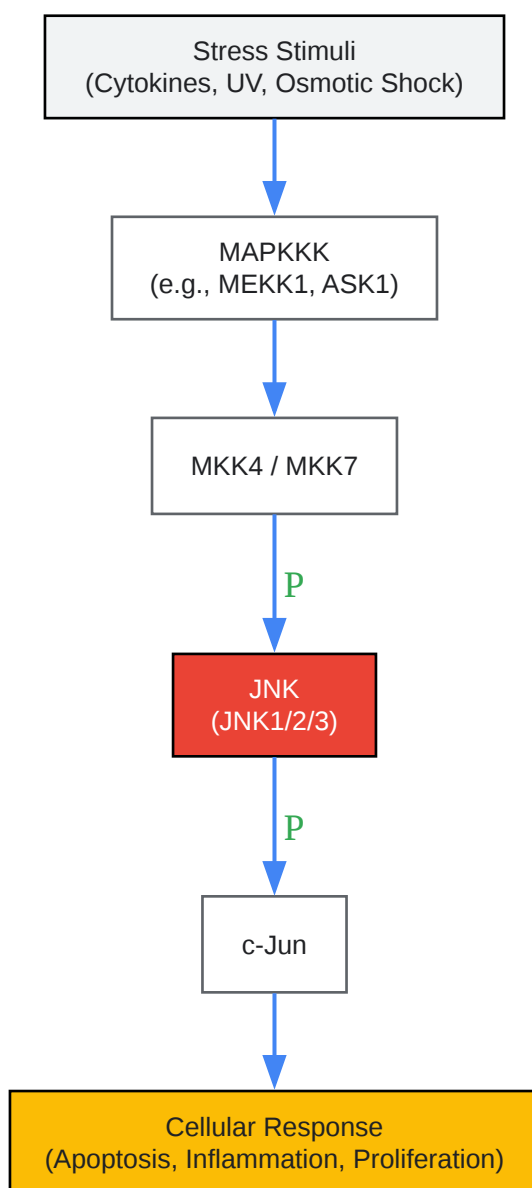 Stress Stimuli
(Cytokines, UV, Osmotic Shock)
MAPKKK
(e.g., MEKK1, ASK1)
MKK4 / MKK7
P
JNK
(JNK1/2/3)
P
c-Jun
Cellular Response
(Apoptosis, Inflammation, Proliferation)